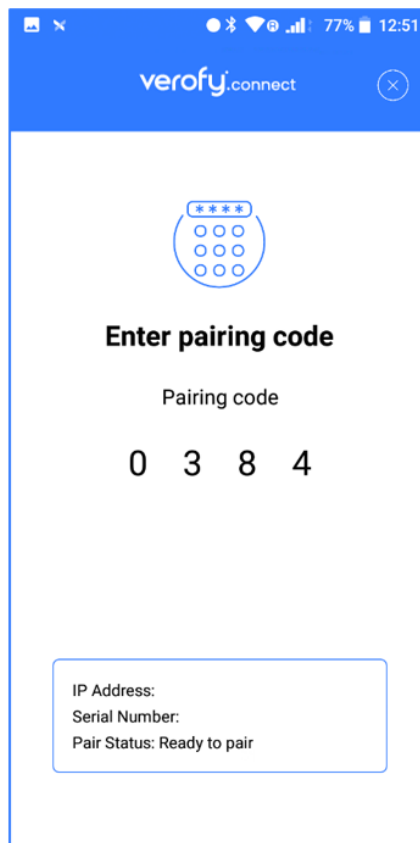 77% 12:51
verofy.connect
****
Enter pairing code
Pairing code
0 3 8 4
IP Address:
Serial Number:
Pair Status: Ready to pair